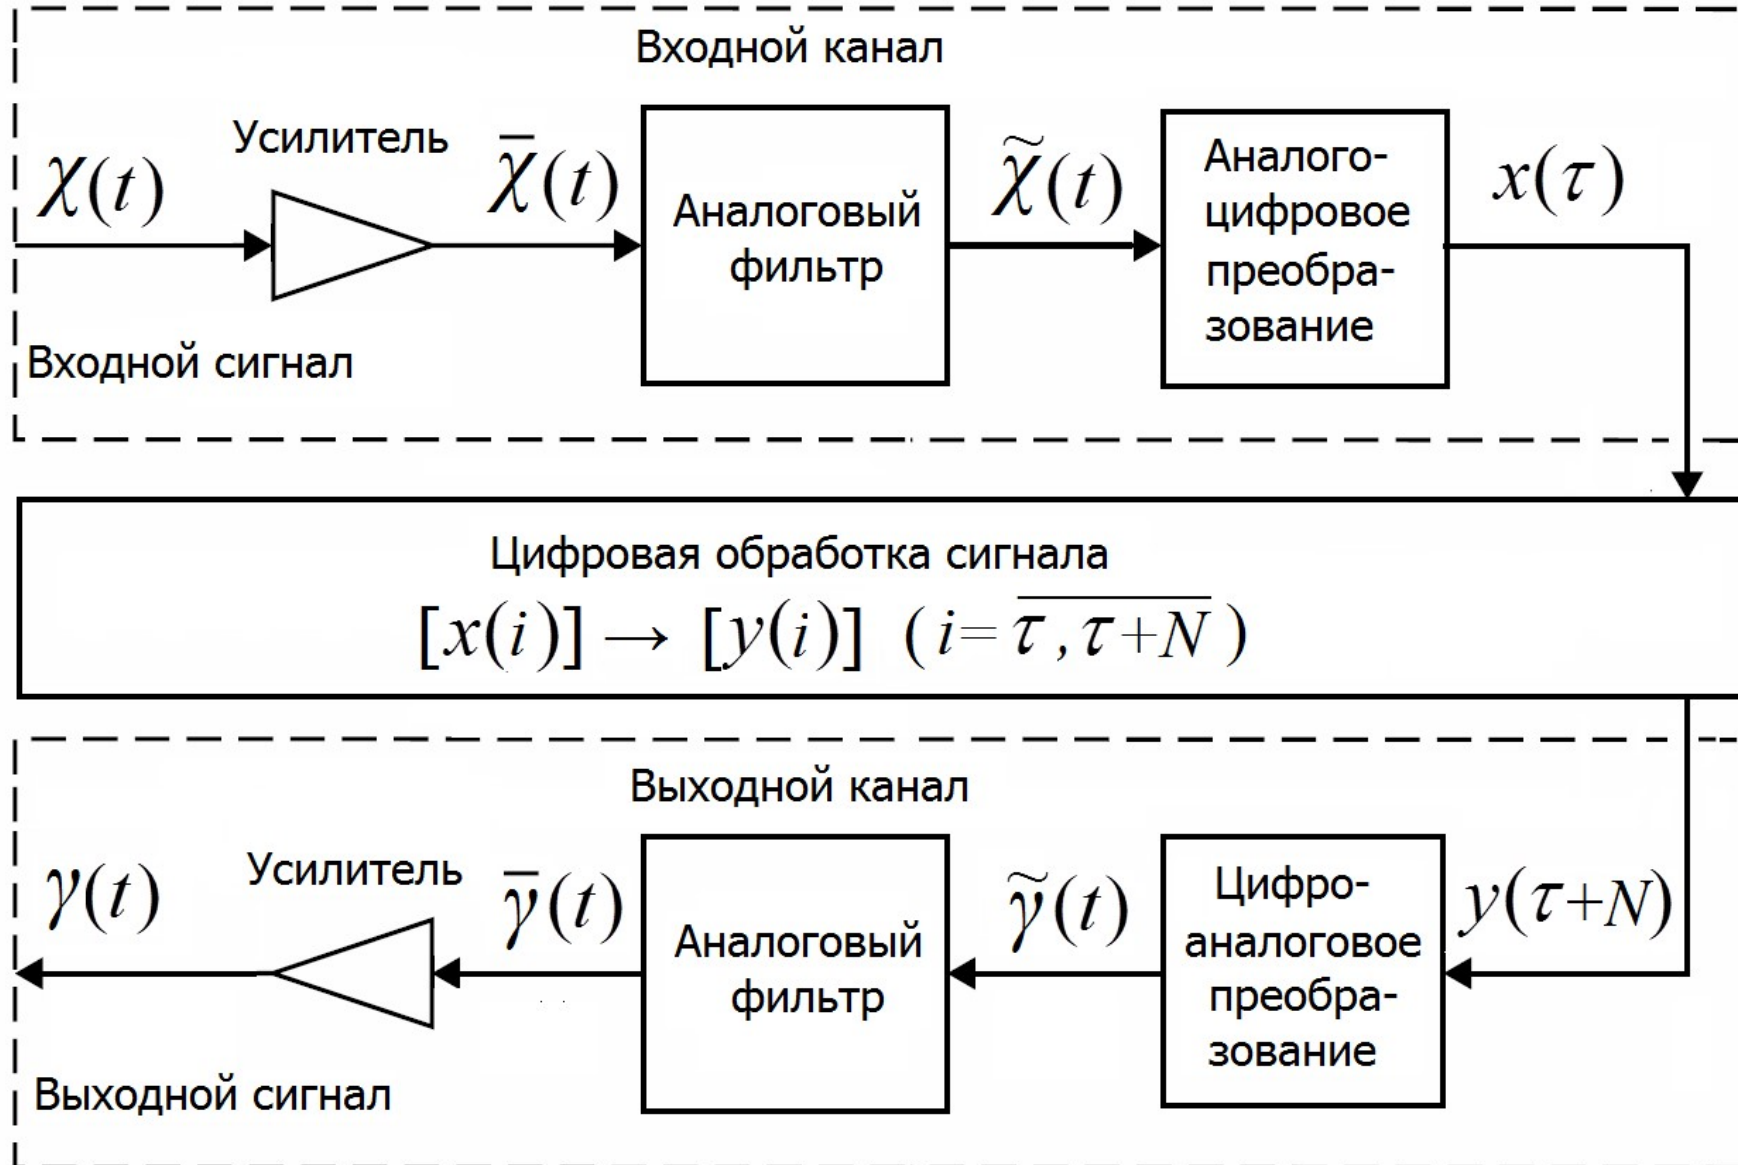 Входной канал
Усилитель
χ(t)
χ̅(t)
Аналоговый
фильтр
χ̃(t)
Аналого-
цифровое
преобра-
зование
x(τ)
Входной сигнал
Цифровая обработка сигнала
[x(i)] → [y(i)] (i=τ,τ+N)
Выходной канал
γ(t)
Усилитель
γ̅(t)
Аналоговый
фильтр
γ̃(t)
Цифро-
аналоговое
преобра-
зование
y(τ+N)
Выходной сигнал